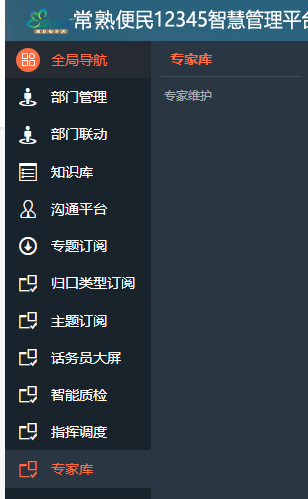 常熟便民12345智慧管理平台
全局导航
部门管理
部门联动
知识库
沟通平台
专题订阅
归口类型订阅
主题订阅
话务员大屏
智能质检
指挥调度
专家库
专家库
专家维护